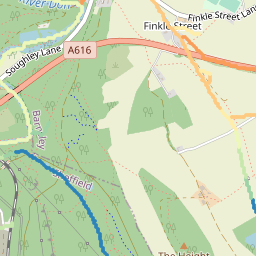 River Don
Finkle Street
Finkle Street Lane
Soughley Lane
A616
Barnsley
Sheffield
The Height